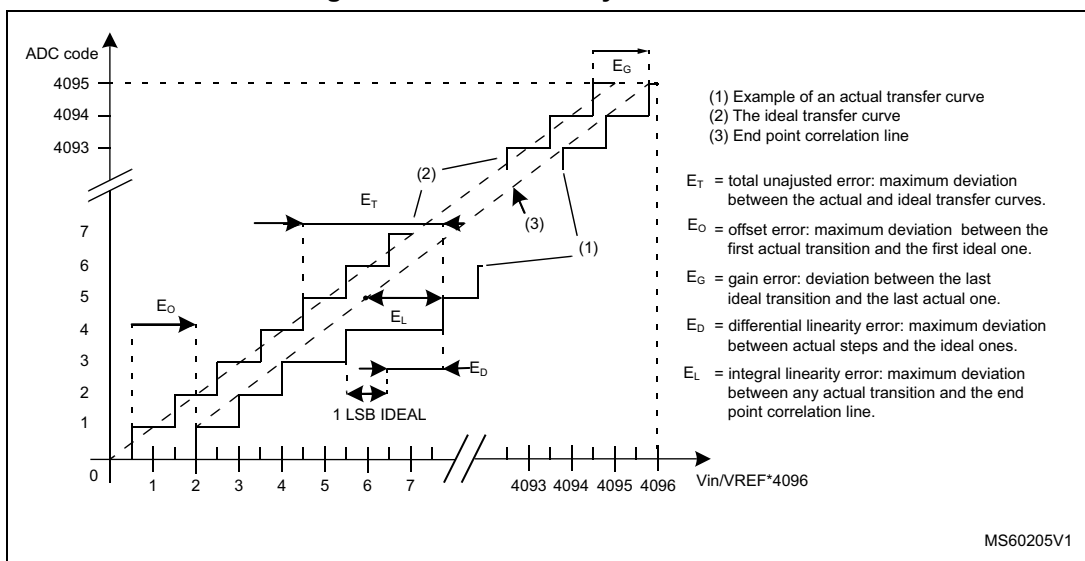 ADC code
4095
4094
4093
7
6
5
4
3
2
1
0
EG
(2)
ET
(3)
(1)
EO
EL
ED
1 LSB IDEAL
1 2 3 4 5 6 7 4093 4094 4095 4096
Vin/VREF*4096
(1) Example of an actual transfer curve
(2) The ideal transfer curve
(3) End point correlation line
ET = total unajusted error: maximum deviation
between the actual and ideal transfer curves.
EO = offset error: maximum deviation between the
first actual transition and the first ideal one.
EG = gain error: deviation between the last
ideal transition and the last actual one.
ED = differential linearity error: maximum deviation
between actual steps and the ideal ones.
EL = integral linearity error: maximum deviation
between any actual transition and the end
point correlation line.
MS60205V1